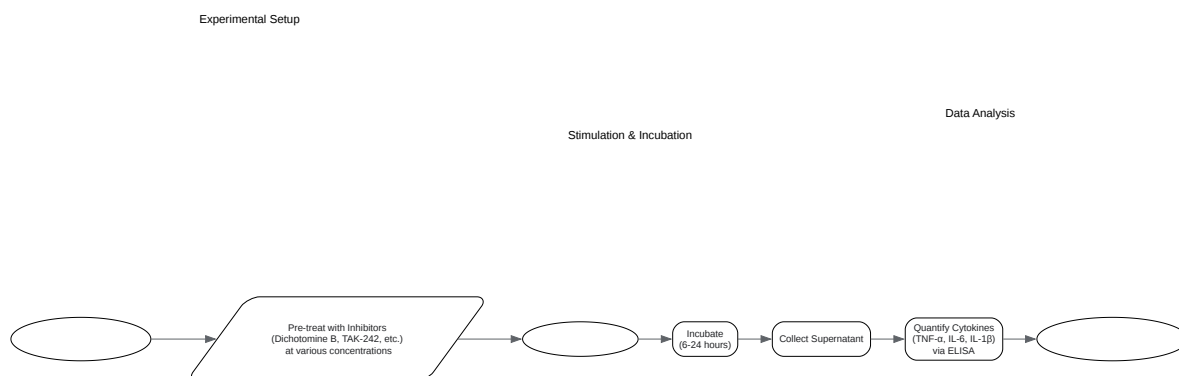 Experimental Setup
Data Analysis
Stimulation & Incubation
Pre-treat with Inhibitors
(Dichotomine B, TAK-242, etc.)
at various concentrations
Incubate
(6-24 hours)
Collect Supernatant
Quantify Cytokines
(TNF-α, IL-6, IL-1β)
via ELISA